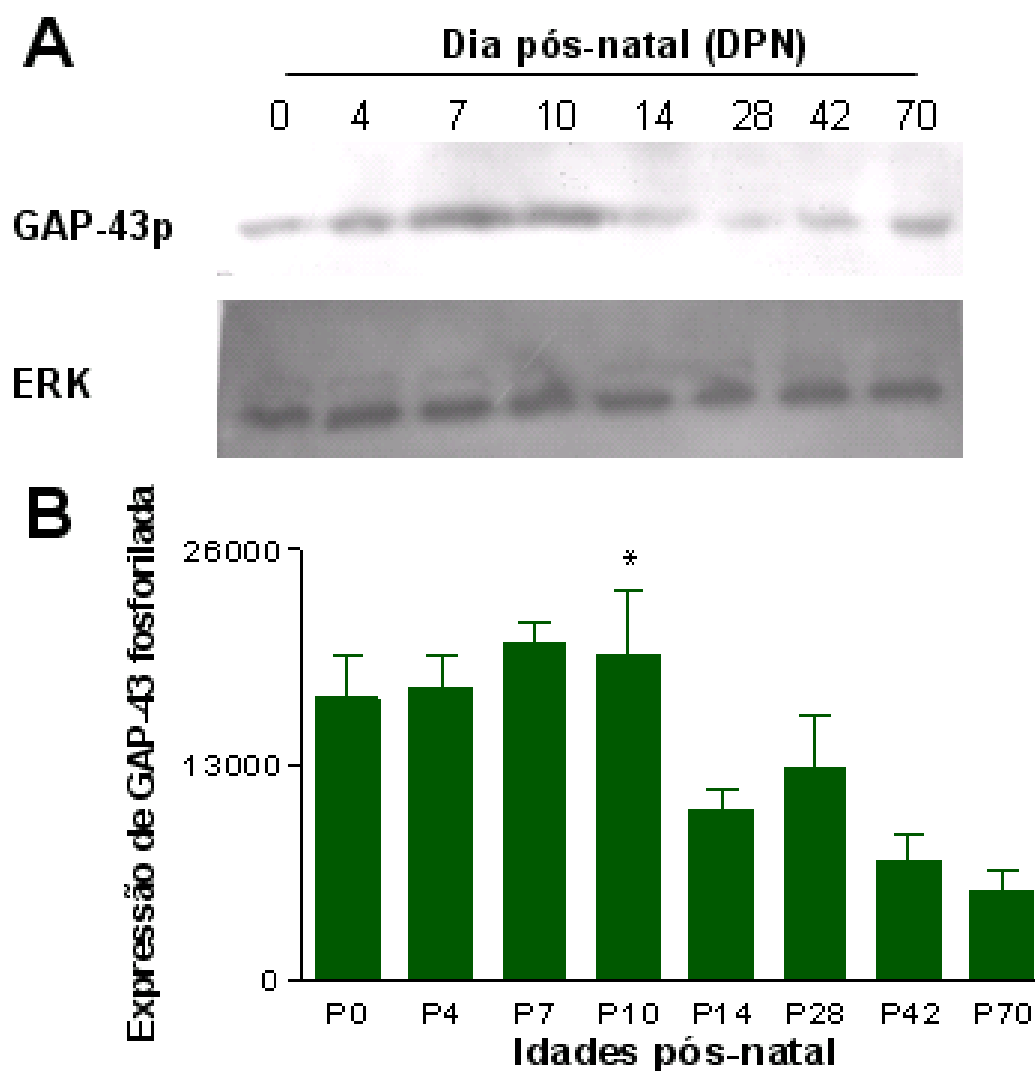 A
Dia pós-natal (DPN)
0 4 7 10 14 28 42 70
GAP-43p
ERK
B
Expressão de GAP-43 fosforilada
26000
*
13000
0
P0 P4 P7 P10 P14 P28 P42 P70
Idades pós-natal